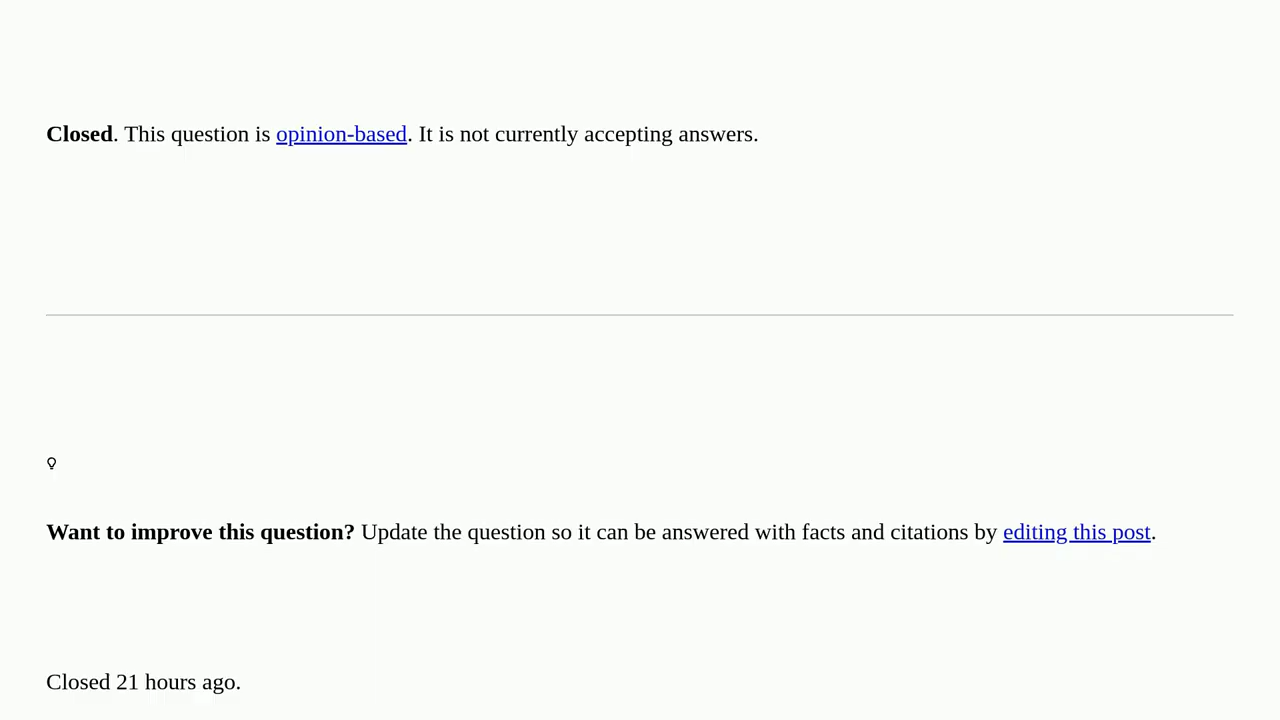 Closed. This question is opinion-based. It is not currently accepting answers.
Want to improve this question? Update the question so it can be answered with facts and citations by editing this post.
Closed 21 hours ago.